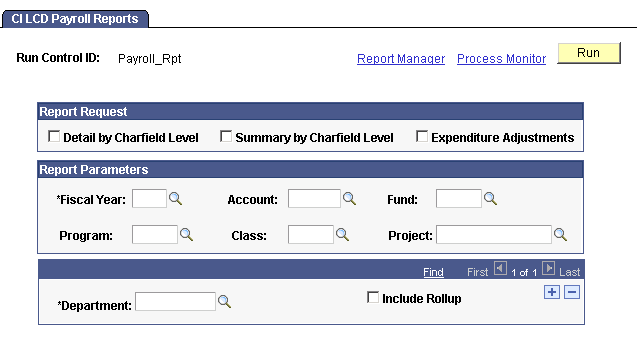 CI LCD Payroll Reports
Run Control ID: Payroll_Rpt Report Manager Process Monitor Run
Report Request
Detail by Charfield Level Summary by Charfield Level Expenditure Adjustments
Report Parameters
*Fiscal Year: Account: Fund:
Program: Class: Project:
Find First 1 of 1 Last
*Department: Include Rollup